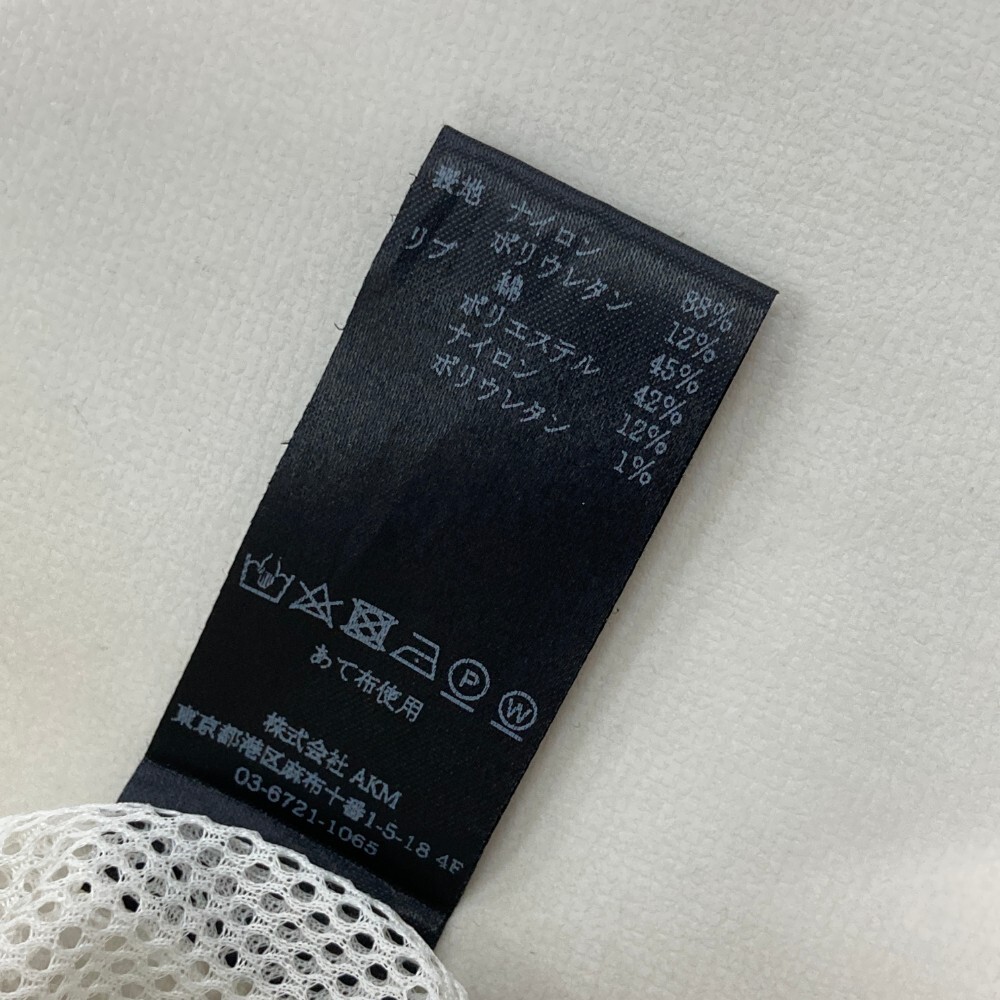 表地 ナイロン 88%
ポリウレタン 12%
リブ 綿 45%
ポリエステル 42%
ナイロン 12%
ポリウレタン 1%
P W
あて布使用
株式会社 AKM
東京都港区麻布十番1-5-18 4F
03-6721-1065